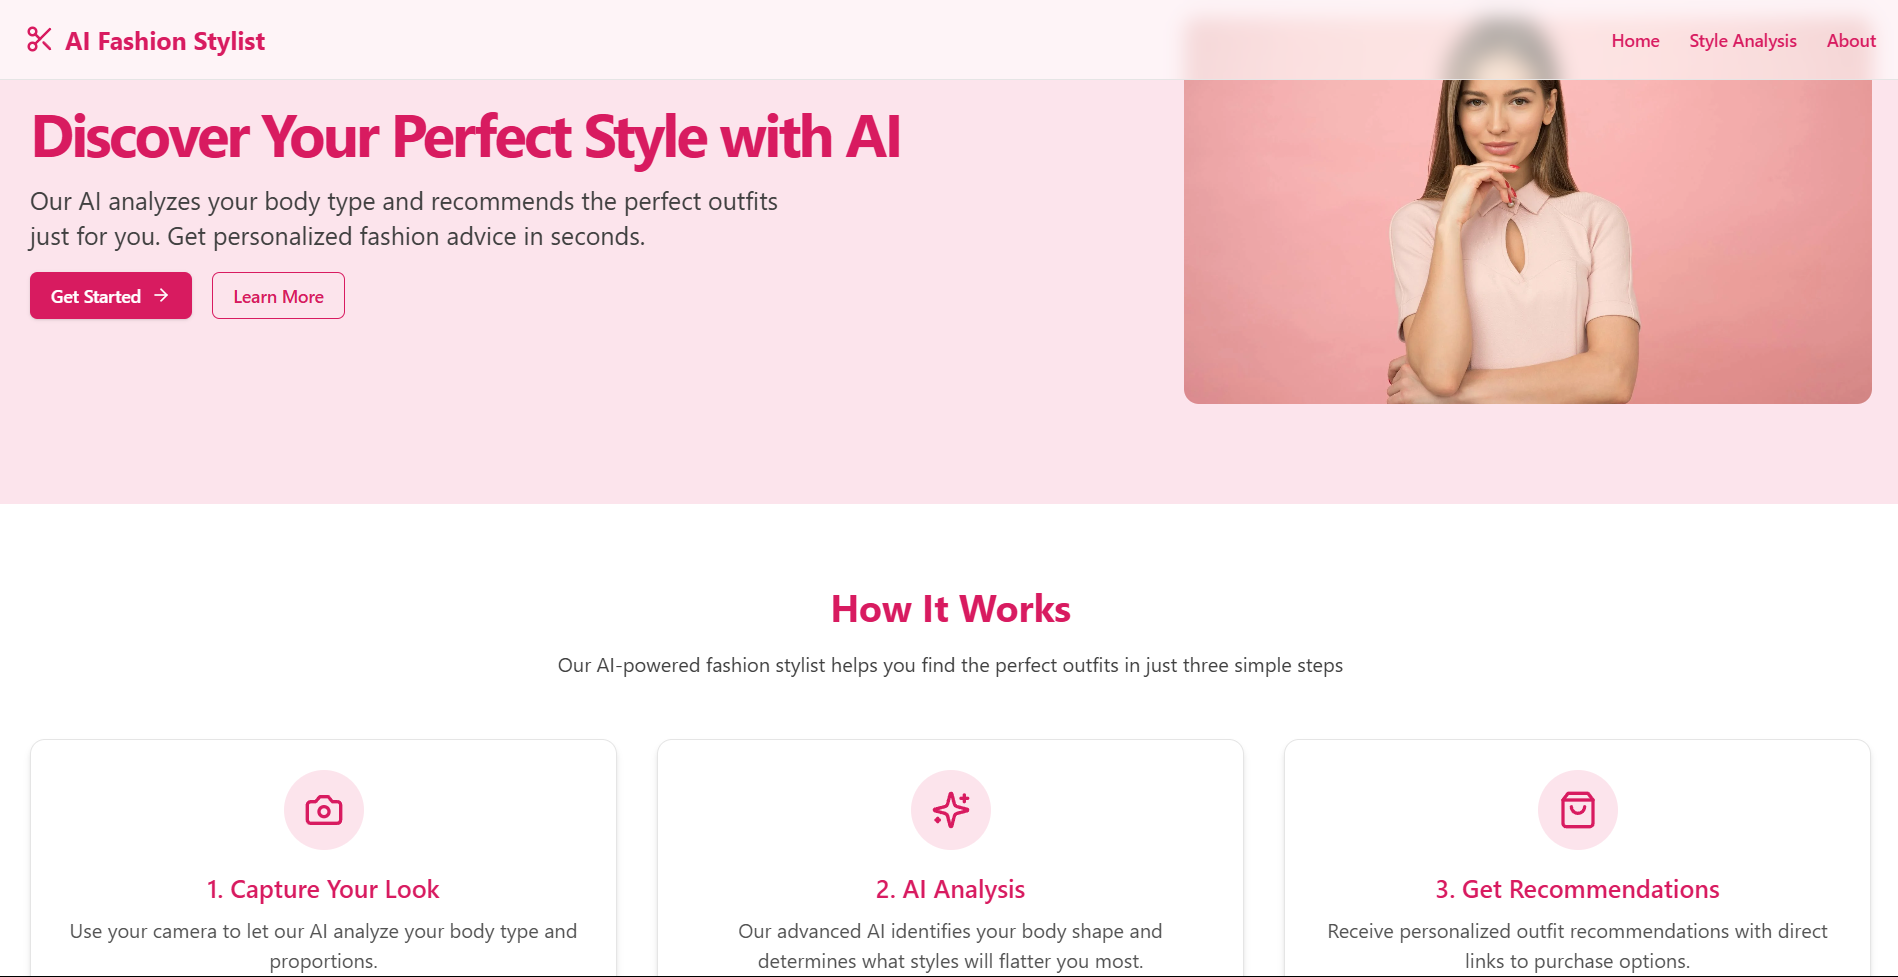 AI Fashion Stylist
Home
Style Analysis
About
Discover Your Perfect Style with AI
Our AI analyzes your body type and recommends the perfect outfits
just for you. Get personalized fashion advice in seconds.
Get Started
Learn More
How It Works
Our AI-powered fashion stylist helps you find the perfect outfits in just three simple steps
1. Capture Your Look
Use your camera to let our AI analyze your body type and
proportions.
2. AI Analysis
Our advanced AI identifies your body shape and
determines what styles will flatter you most.
3. Get Recommendations
Receive personalized outfit recommendations with direct
links to purchase options.